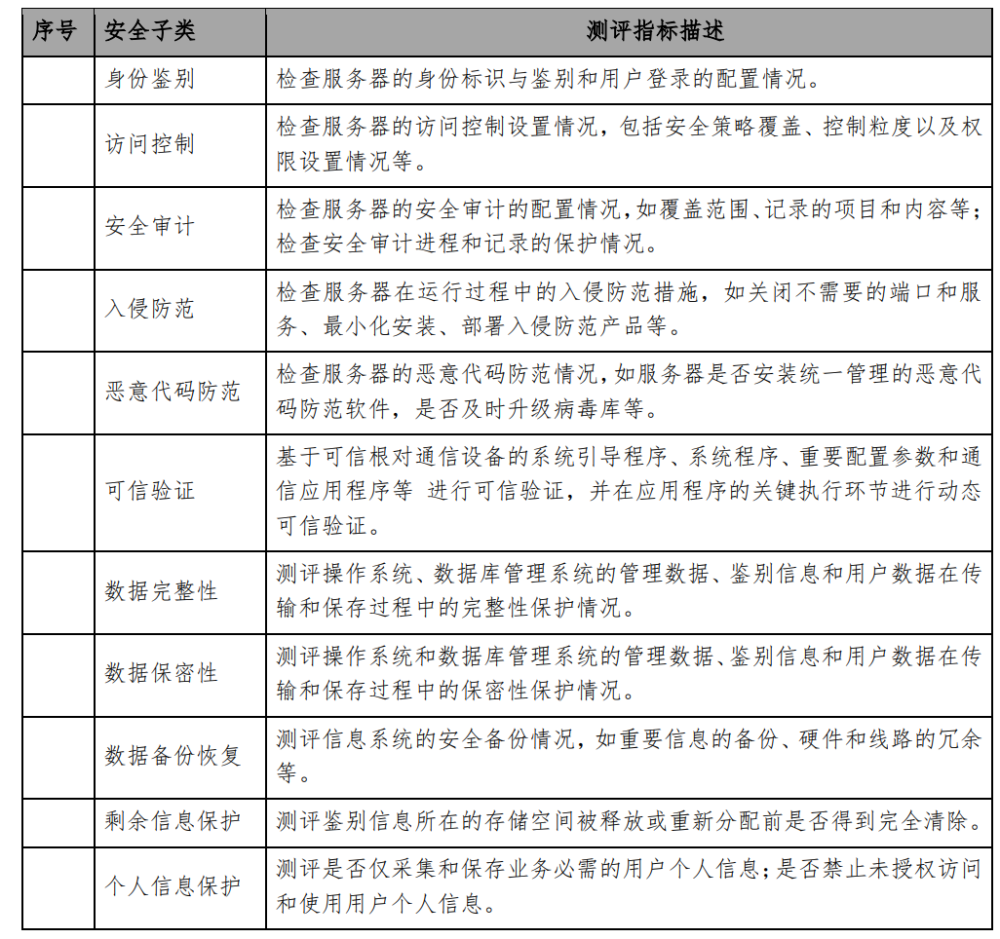 序号 安全子类 测评指标描述
身份鉴别 检查服务器的身份标识与鉴别和用户登录的配置情况。
访问控制 检查服务器的访问控制设置情况，包括安全策略覆盖、控制粒度以及权
限设置情况等。
安全审计 检查服务器的安全审计的配置情况，如覆盖范围、记录的项目和内容等；
检查安全审计进程和记录的保护情况。
入侵防范 检查服务器在运行过程中的入侵防范措施，如关闭不需要的端口和服
务、最小化安装、部署入侵防范产品等。
恶意代码防范 检查服务器的恶意代码防范情况，如服务器是否安装统一管理的恶意代
码防范软件，是否及时升级病毒库等。
可信验证 基于可信根对通信设备的系统引导程序、系统程序、重要配置参数和通
信应用程序等 进行可信验证，并在应用程序的关键执行环节进行动态
可信验证。
数据完整性 测评操作系统、数据库管理系统的管理数据、鉴别信息和用户数据在传
输和保存过程中的完整性保护情况。
数据保密性 测评操作系统和数据库管理系统的管理数据、鉴别信息和用户数据在传
输和保存过程中的保密性保护情况。
数据备份恢复 测评信息系统的安全备份情况，如重要信息的备份、硬件和线路的冗余
等。
剩余信息保护 测评鉴别信息所在的存储空间被释放或重新分配前是否得到完全清除。
个人信息保护 测评是否仅采集和保存业务必需的用户个人信息；是否禁止未授权访问
和使用用户个人信息。